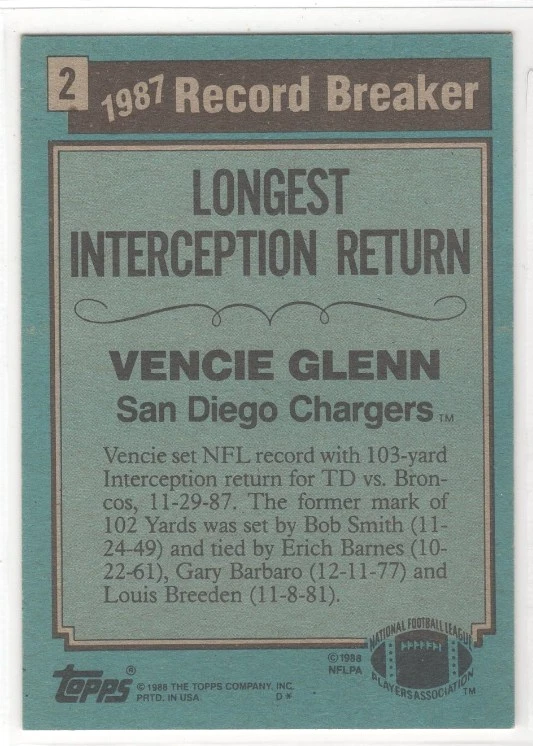 2
1987 Record Breaker
LONGEST
INTERCEPTION RETURN
VENCIE GLENN
San Diego Chargers™
Vencie set NFL record with 103-yard
Interception return for TD vs. Bron-
cos, 11-29-87. The former mark of
102 Yards was set by Bob Smith (11-
24-49) and tied by Erich Barnes (10-
22-61), Gary Barbaro (12-11-77) and
Louis Breeden (11-8-81).
topps®
© 1988 THE TOPPS COMPANY, INC.
PRTD. IN USA. D*
©1988
NFLPA
NATIONAL FOOTBALL LEAGUE
PLAYERS ASSOCIATION™